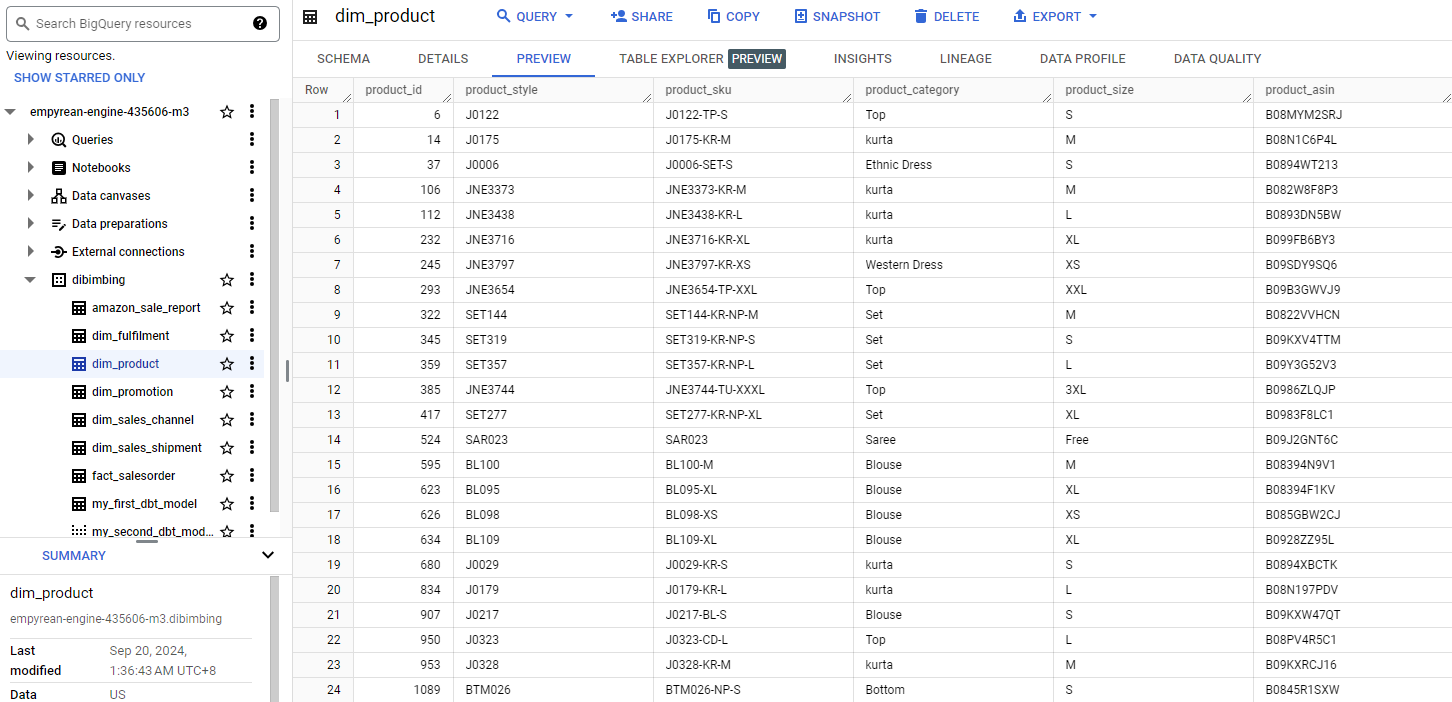 Search BigQuery resources
Viewing resources.
SHOW STARRED ONLY
empyrean-engine-435606-m3
Queries
Notebooks
Data canvases
Data preparations
External connections
dibimbing
amazon_sale_report
dim_fulfilment
dim_product
dim_promotion
dim_sales_channel
dim_sales_shipment
fact_salesorder
my_first_dbt_model
my_second_dbt_mod...
SUMMARY
dim_product
empyrean-engine-435606-m3.dibimbing
Last modified Sep 20, 2024, 1:36:43 AM UTC+8
Data US
dim_product QUERY SHARE COPY SNAPSHOT DELETE EXPORT
SCHEMA DETAILS PREVIEW TABLE EXPLORER PREVIEW INSIGHTS LINEAGE DATA PROFILE DATA QUALITY
Row product_id product_style product_sku product_category product_size product_asin
1 6 J0122 J0122-TP-S Top S B08MYM2SRJ
2 14 J0175 J0175-KR-M kurta M B08N1C6P4L
3 37 J0006 J0006-SET-S Ethnic Dress S B0894WT213
4 106 JNE3373 JNE3373-KR-M kurta M B082W8F8P3
5 112 JNE3438 JNE3438-KR-L kurta L B0893DN5BW
6 232 JNE3716 JNE3716-KR-XL kurta XL B099FB6BY3
7 245 JNE3797 JNE3797-KR-XS Western Dress XS B09SDY9SQ6
8 293 JNE3654 JNE3654-TP-XXL Top XXL B09B3GWVJ9
9 322 SET144 SET144-KR-NP-M Set M B0822VVHCN
10 345 SET319 SET319-KR-NP-S Set S B09KXV4TTM
11 359 SET357 SET357-KR-NP-L Set L B09Y3G52V3
12 385 JNE3744 JNE3744-TU-XXXL Top 3XL B0986ZLQJP
13 417 SET277 SET277-KR-NP-XL Set XL B0983F8LC1
14 524 SAR023 SAR023 Saree Free B09J2GNT6C
15 595 BL100 BL100-M Blouse M B08394N9V1
16 623 BL095 BL095-XL Blouse XL B08394F1KV
17 626 BL098 BL098-XS Blouse XS B085GBW2CJ
18 634 BL109 BL109-XL Blouse XL B0928ZZ95L
19 680 J0029 J0029-KR-S kurta S B0894XBCTK
20 834 J0179 J0179-KR-L kurta L B08N197PDV
21 907 J0217 J0217-BL-S Blouse S B09KXW47QT
22 950 J0323 J0323-CD-L Top L B08PV4R5C1
23 953 J0328 J0328-KR-M kurta M B09KXRCJ16
24 1089 BTM026 BTM026-NP-S Bottom S B0845R1SXW